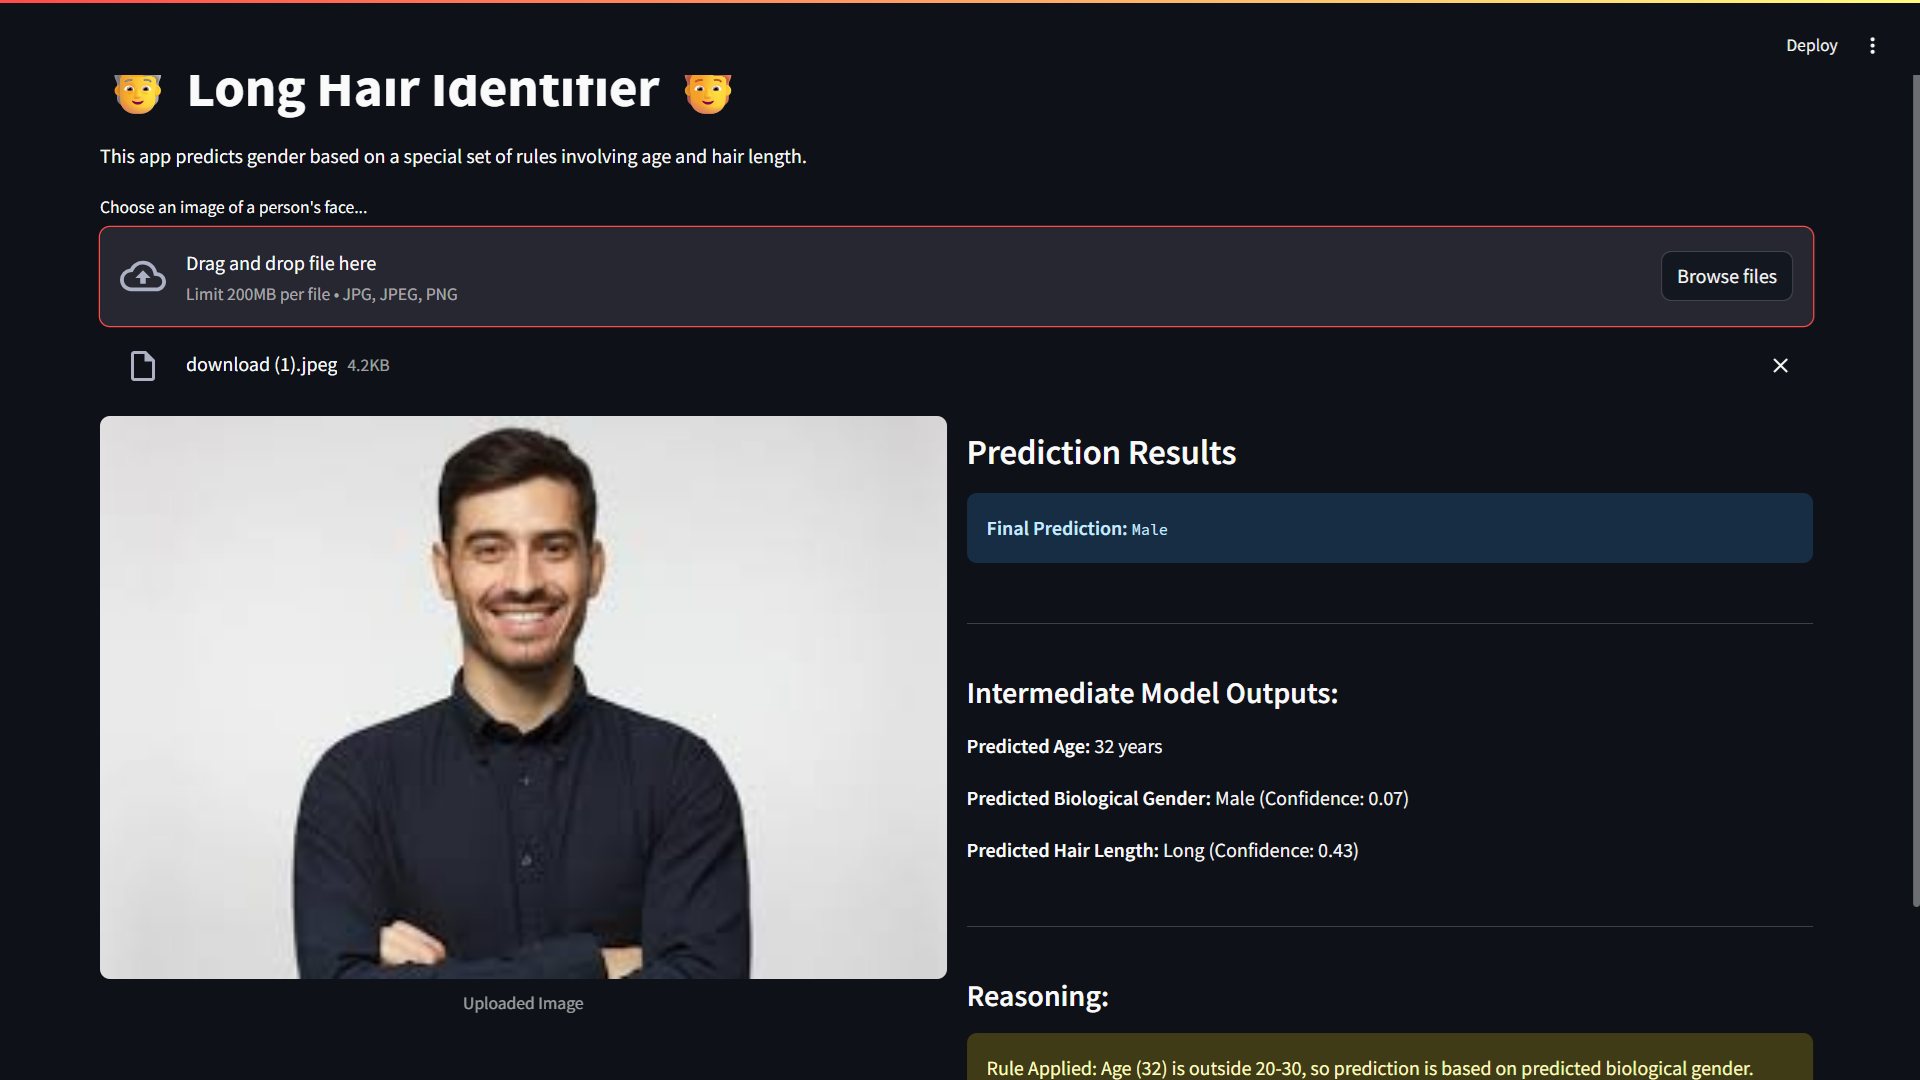 Deploy
Long Hair Identifier
This app predicts gender based on a special set of rules involving age and hair length.
Choose an image of a person's face...
Drag and drop file here
Limit 200MB per file • JPG, JPEG, PNG
Browse files
download (1).jpeg 4.2KB
Prediction Results
Final Prediction: Male
Intermediate Model Outputs:
Predicted Age: 32 years
Predicted Biological Gender: Male (Confidence: 0.07)
Predicted Hair Length: Long (Confidence: 0.43)
Uploaded Image
Reasoning:
Rule Applied: Age (32) is outside 20-30, so prediction is based on predicted biological gender.